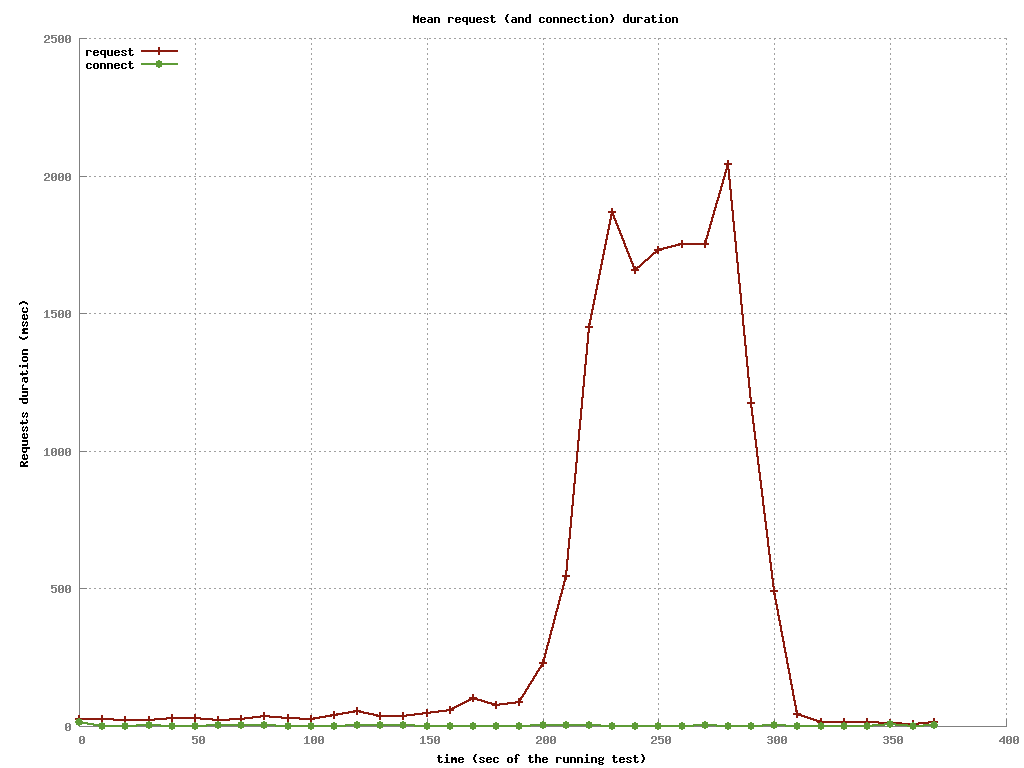 Mean request (and connection) duration
2500
request
connect
2000
1500
Requests duration (msec)
1000
500
0
0 50 100 150 200 250 300 350 400
time (sec of the running test)